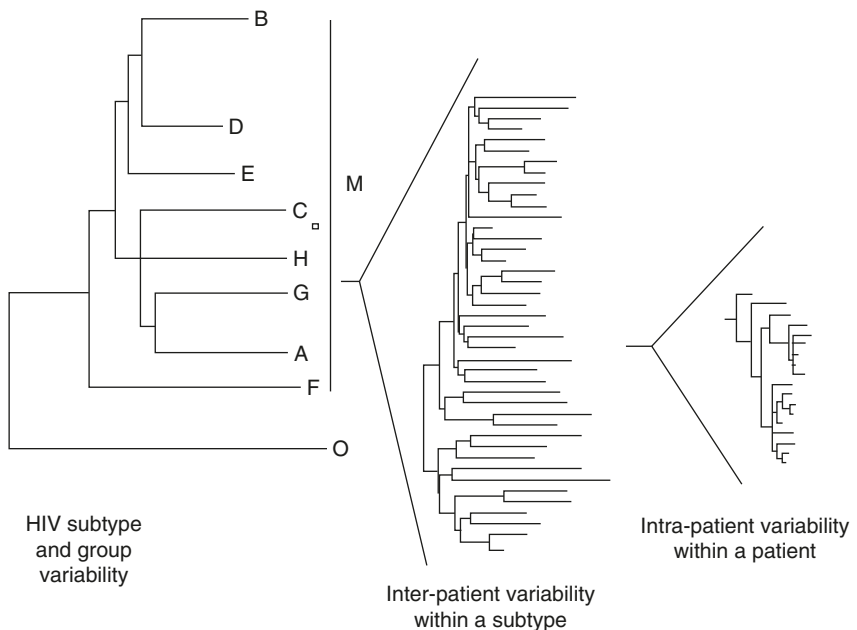 B
D
E
M
C
H
G
A
F
O
HIV subtype
and group
variability
Inter-patient variability
within a subtype
Intra-patient variability
within a patient